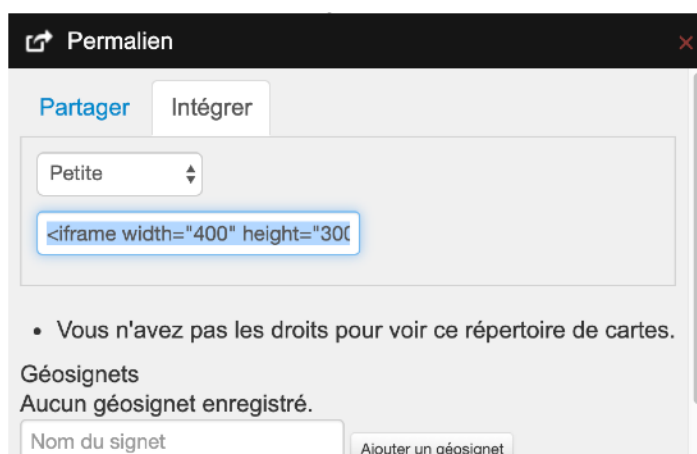 Permalien
Partager Intégrer
Petite
<iframe width="400" height="300
Vous n'avez pas les droits pour voir ce répertoire de cartes.
Géosignets
Aucun géosignet enregistré.
Nom du signet Ajouter un géosignet